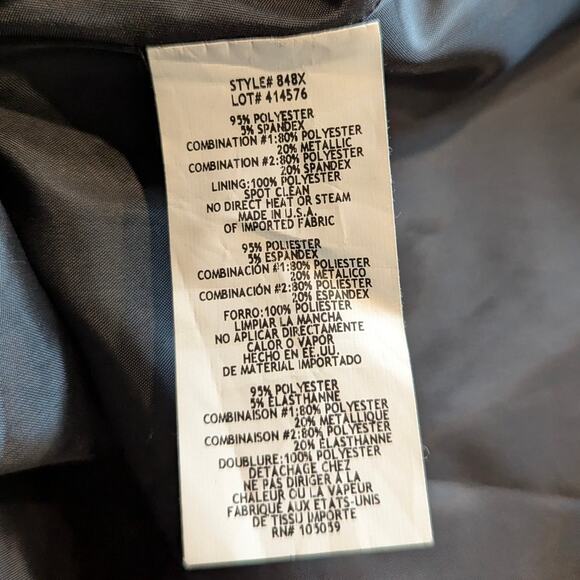 STYLE# 848X
LOT# 414576
95% POLYESTER
5% SPANDEX
COMBINATION #1:80% POLYESTER
20% METALLIC
COMBINATION #2:80% POLYESTER
20% SPANDEX
LINING:100% POLYESTER
SPOT CLEAN
NO DIRECT HEAT OR STEAM
MADE IN U.S.A.
OF IMPORTED FABRIC
95% POLIESTER
5% ESPANDEX
COMBINACIÓN #1:80% POLIESTER
20% METALICO
COMBINACIÓN #2:80% POLIESTER
20% ESPANDEX
FORRO:100% POLIESTER
LIMPIAR LA MANCHA
NO APLICAR DIRECTAMENTE
CALOR O VAPOR
HECHO EN EE.UU.
DE MATERIAL IMPORTADO
95% POLYESTER
5% ELASTHANNE
COMBINAISON #1:80% POLYESTER
20% METALLIQUE
COMBINAISON #2:80% POLYESTER
20% ELASTHANNE
DOUBLURE:100% POLYESTER
DETACHAGE CHEZ
NE PAS DIRIGER A LA
CHALEUR OU LA VAPEUR
FABRIQUE AUX ETATS-UNIS
DE TISSU IMPORTE
RN# 103039